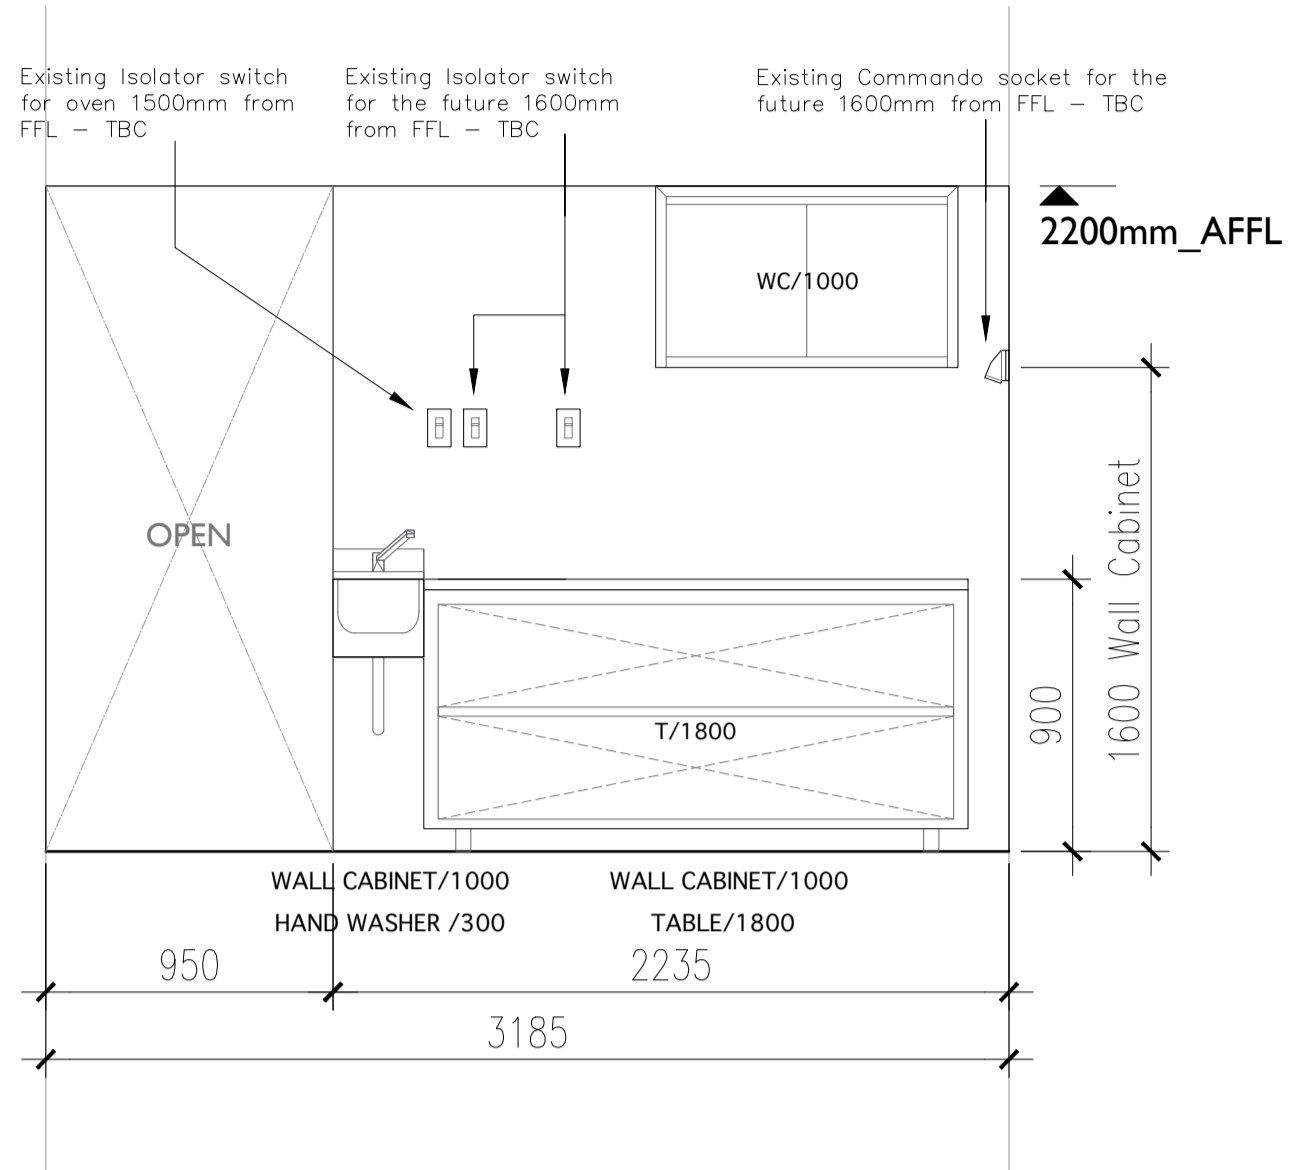 Existing Isolator switch
for oven 1500mm from
FFL – TBC
Existing Isolator switch
for the future 1600mm
from FFL – TBC
Existing Commando socket for the
future 1600mm from FFL – TBC
2200mm_AFFL
WC/1000
OPEN
1600 Wall Cabinet
900
T/1800
WALL CABINET/1000
HAND WASHER /300
WALL CABINET/1000
TABLE/1800
950
2235
3185